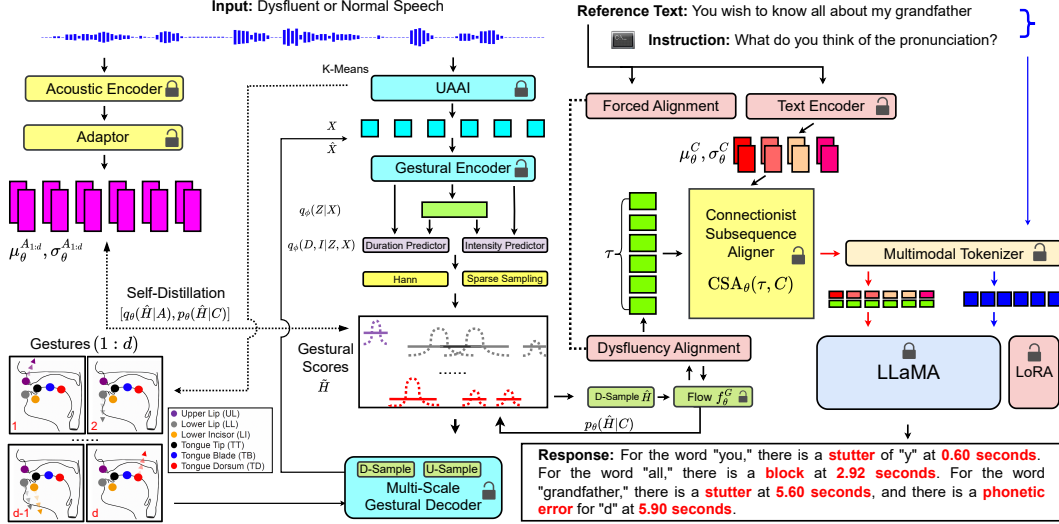 Input: Dysfluent or Normal Speech
Reference Text: You wish to know all about my grandfather
Instruction: What do you think of the pronunciation?
K-Means
Acoustic Encoder
UAAI
Forced Alignment
Text Encoder
Adaptor
X
X̂
Gestural Encoder
μ_θ^C, σ_θ^C
q_ϕ(Z|X)
q_ϕ(D, I|Z, X)
Duration Predictor
Intensity Predictor
μ_θ^{A_{1:d}}, σ_θ^{A_{1:d}}
Hann
Sparse Sampling
τ
Connectionist
Subsequence
Aligner
CSA_θ(τ, C)
Multimodal Tokenizer
Self-Distillation
[q_θ(Ĥ|A), p_θ(Ĥ|C)]
Gestures (1 : d)
Gestural
Scores
H̃
......
Dysfluency Alignment
LLaMA
LoRA
D-Sample Ĥ
Flow f_θ^G
p_θ(Ĥ|C)
1
2
......
d-1
d
Upper Lip (UL)
Lower Lip (LL)
Lower Incisor (LI)
Tongue Tip (TT)
Tongue Blade (TB)
Tongue Dorsum (TD)
D-Sample
U-Sample
Multi-Scale
Gestural Decoder
Response: For the word "you," there is a stutter of "y" at 0.60 seconds.
For the word "all," there is a block at 2.92 seconds. For the word
"grandfather," there is a stutter at 5.60 seconds, and there is a phonetic
error for "d" at 5.90 seconds.